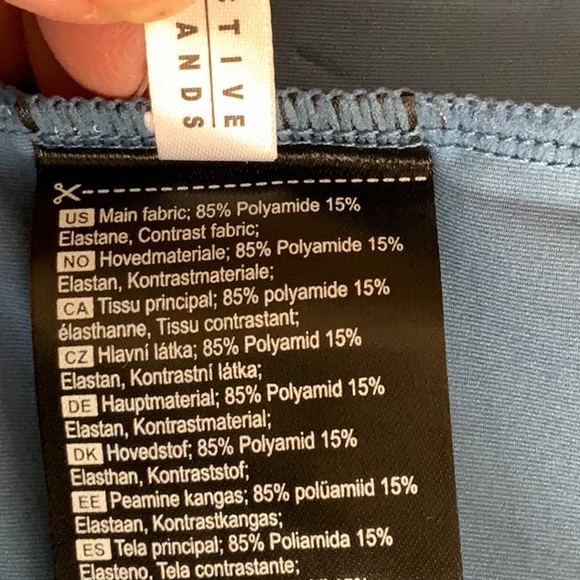 CTIVE
ANDS
US Main fabric; 85% Polyamide 15%
Elastane, Contrast fabric;
NO Hovedmateriale; 85% Polyamide 15%
Elastan, Kontrastmateriale;
CA Tissu principal; 85% polyamide 15%
élasthanne, Tissu contrastant;
CZ Hlavní látka; 85% Polyamid 15%
Elastan, Kontrastní látka;
DE Hauptmaterial; 85% Polyamid 15%
Elastan, Kontrastmaterial;
DK Hovedstof; 85% Polyamid 15%
Elasthan, Kontraststof;
EE Peamine kangas; 85% polüamiid 15%
Elastaan, Kontrastkangas;
ES Tela principal; 85% Poliamida 15%
Elasteno, Tela contrastante;